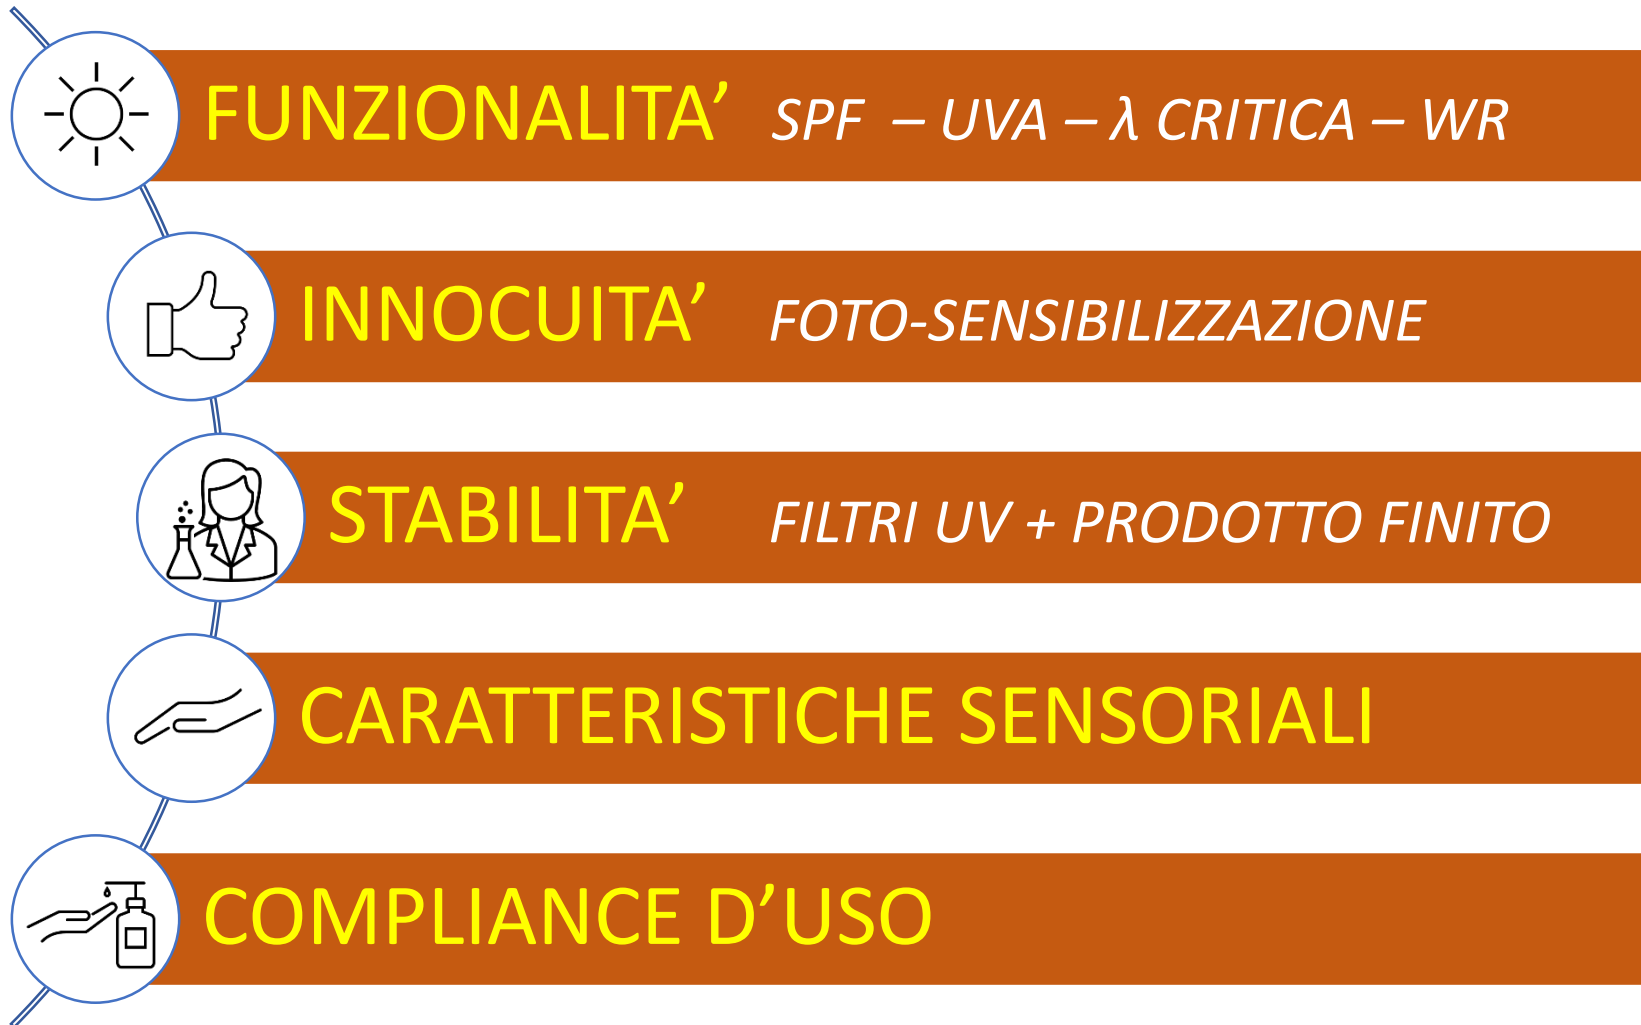 FUNZIONALITA’ SPF – UVA – λ CRITICA – WR
INNOCUITA’ FOTO-SENSIBILIZZAZIONE
STABILITA’ FILTRI UV + PRODOTTO FINITO
CARATTERISTICHE SENSORIALI
COMPLIANCE D’USO